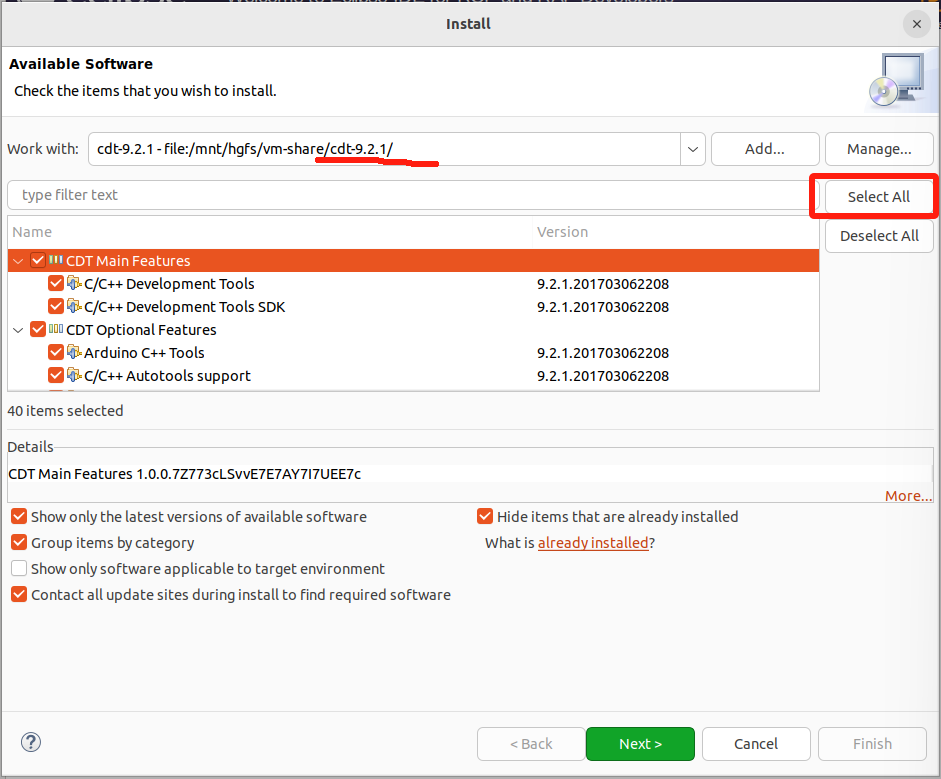 Install
Available Software
Check the items that you wish to install.
Work with: cdt-9.2.1 - file:/mnt/hgfs/vm-share/cdt-9.2.1/ Add... Manage...
type filter text Select All
Name Version Deselect All
CDT Main Features
C/C++ Development Tools 9.2.1.201703062208
C/C++ Development Tools SDK 9.2.1.201703062208
CDT Optional Features
Arduino C++ Tools 9.2.1.201703062208
C/C++ Autotools support 9.2.1.201703062208
40 items selected
Details
CDT Main Features 1.0.0.7Z773cLSvvE7E7AY7I7UEE7c
More...
Show only the latest versions of available software Hide items that are already installed
Group items by category What is already installed?
Show only software applicable to target environment
Contact all update sites during install to find required software
? < Back Next > Cancel Finish